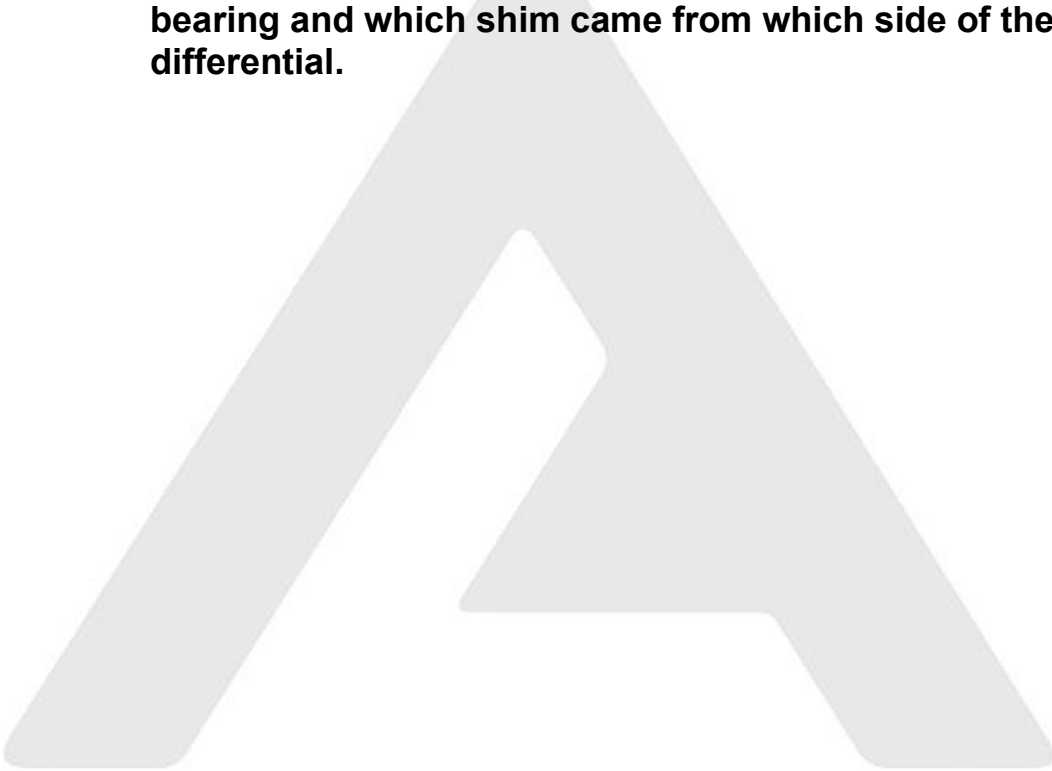 bearing and which shim came from which side of the
differential.